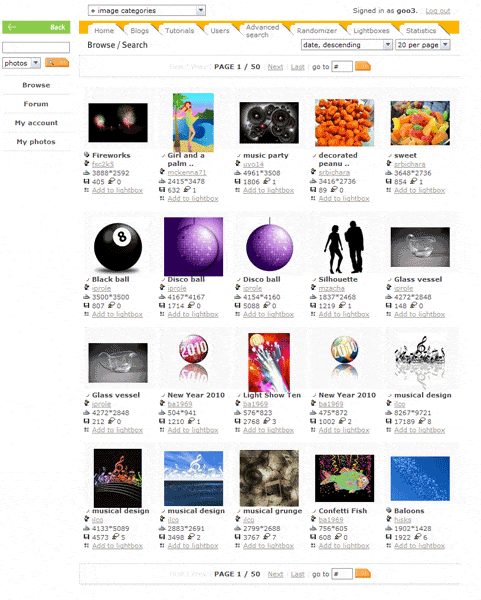 + image categories
Signed in as goo3. Log out
Back
Home Blogs Tutorials Users Advanced search Randomizer Lightboxes Statistics
Browse / Search
date, descending
20 per page
photos
First | View | PAGE 1 / 50 | Next | Last | go to #
Browse
Forum
My account
My photos
Fireworks
fsc2k5
3888*2592
405 0
Add to lightbox
Girl and a palm ..
mckenna71
2415*3478
632 1
Add to lightbox
music party
uvo14
4961*3508
1806 1
Add to lightbox
decorated peanu ..
srbichara
3416*2736
89 0
Add to lightbox
sweet
srbichara
3648*2736
854 1
Add to lightbox
8
Black ball
iprole
3500*3500
807 0
Add to lightbox
Disco ball
iprole
4167*4167
1714 0
Add to lightbox
Disco ball
iprole
4154*4160
5088 0
Add to lightbox
Silhouette
mzacha
1837*2468
1219 1
Add to lightbox
Glass vessel
iprole
4272*2848
148 0
Add to lightbox
Glass vessel
iprole
4272*2848
212 0
Add to lightbox
2010
New Year 2010
ba1969
504*941
1210 1
Add to lightbox
Light Show Ten
ba1969
576*823
2768 3
Add to lightbox
2010
New Year 2010
ba1969
475*872
1002 2
Add to lightbox
musical design
ilco
8267*9721
17189 8
Add to lightbox
musical design
ilco
4133*5089
4573 5
Add to lightbox
musical design
ilco
2883*2691
3498 2
Add to lightbox
musical grunge
ilco
2799*2688
3767 7
Add to lightbox
Confetti Fish
ba1969
756*605
608 0
Add to lightbox
Baloons
hisks
1902*1428
1922 6
Add to lightbox
First | View | PAGE 1 / 50 | Next | Last | go to #